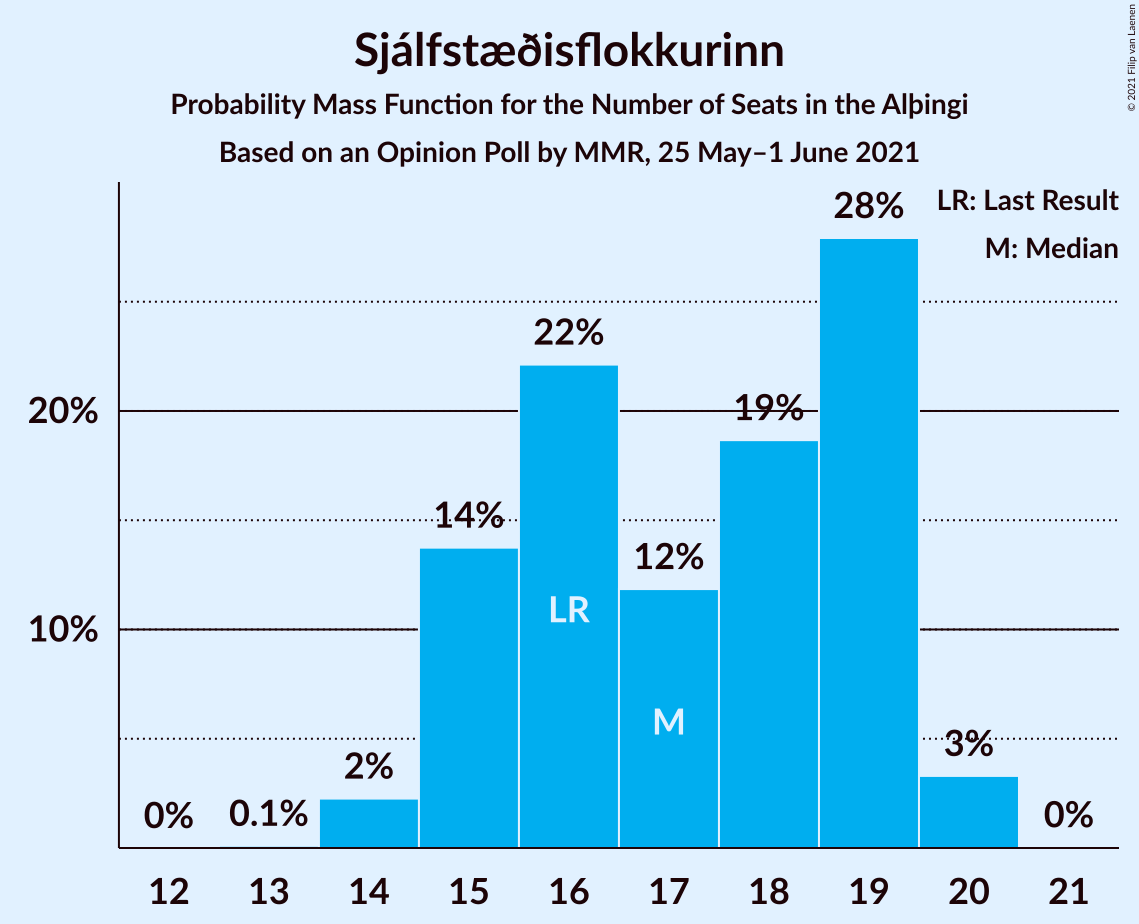 Sjálfstæðisflokkurinn
Probability Mass Function for the Number of Seats in the Alþingi
Based on an Opinion Poll by MMR, 25 May–1 June 2021
© 2021 Filip van Laenen
LR: Last Result
M: Median
28%
22%
20%
19%
14%
12%
LR
10%
M
2%
3%
0%
0.1%
0%
12 13 14 15 16 17 18 19 20 21